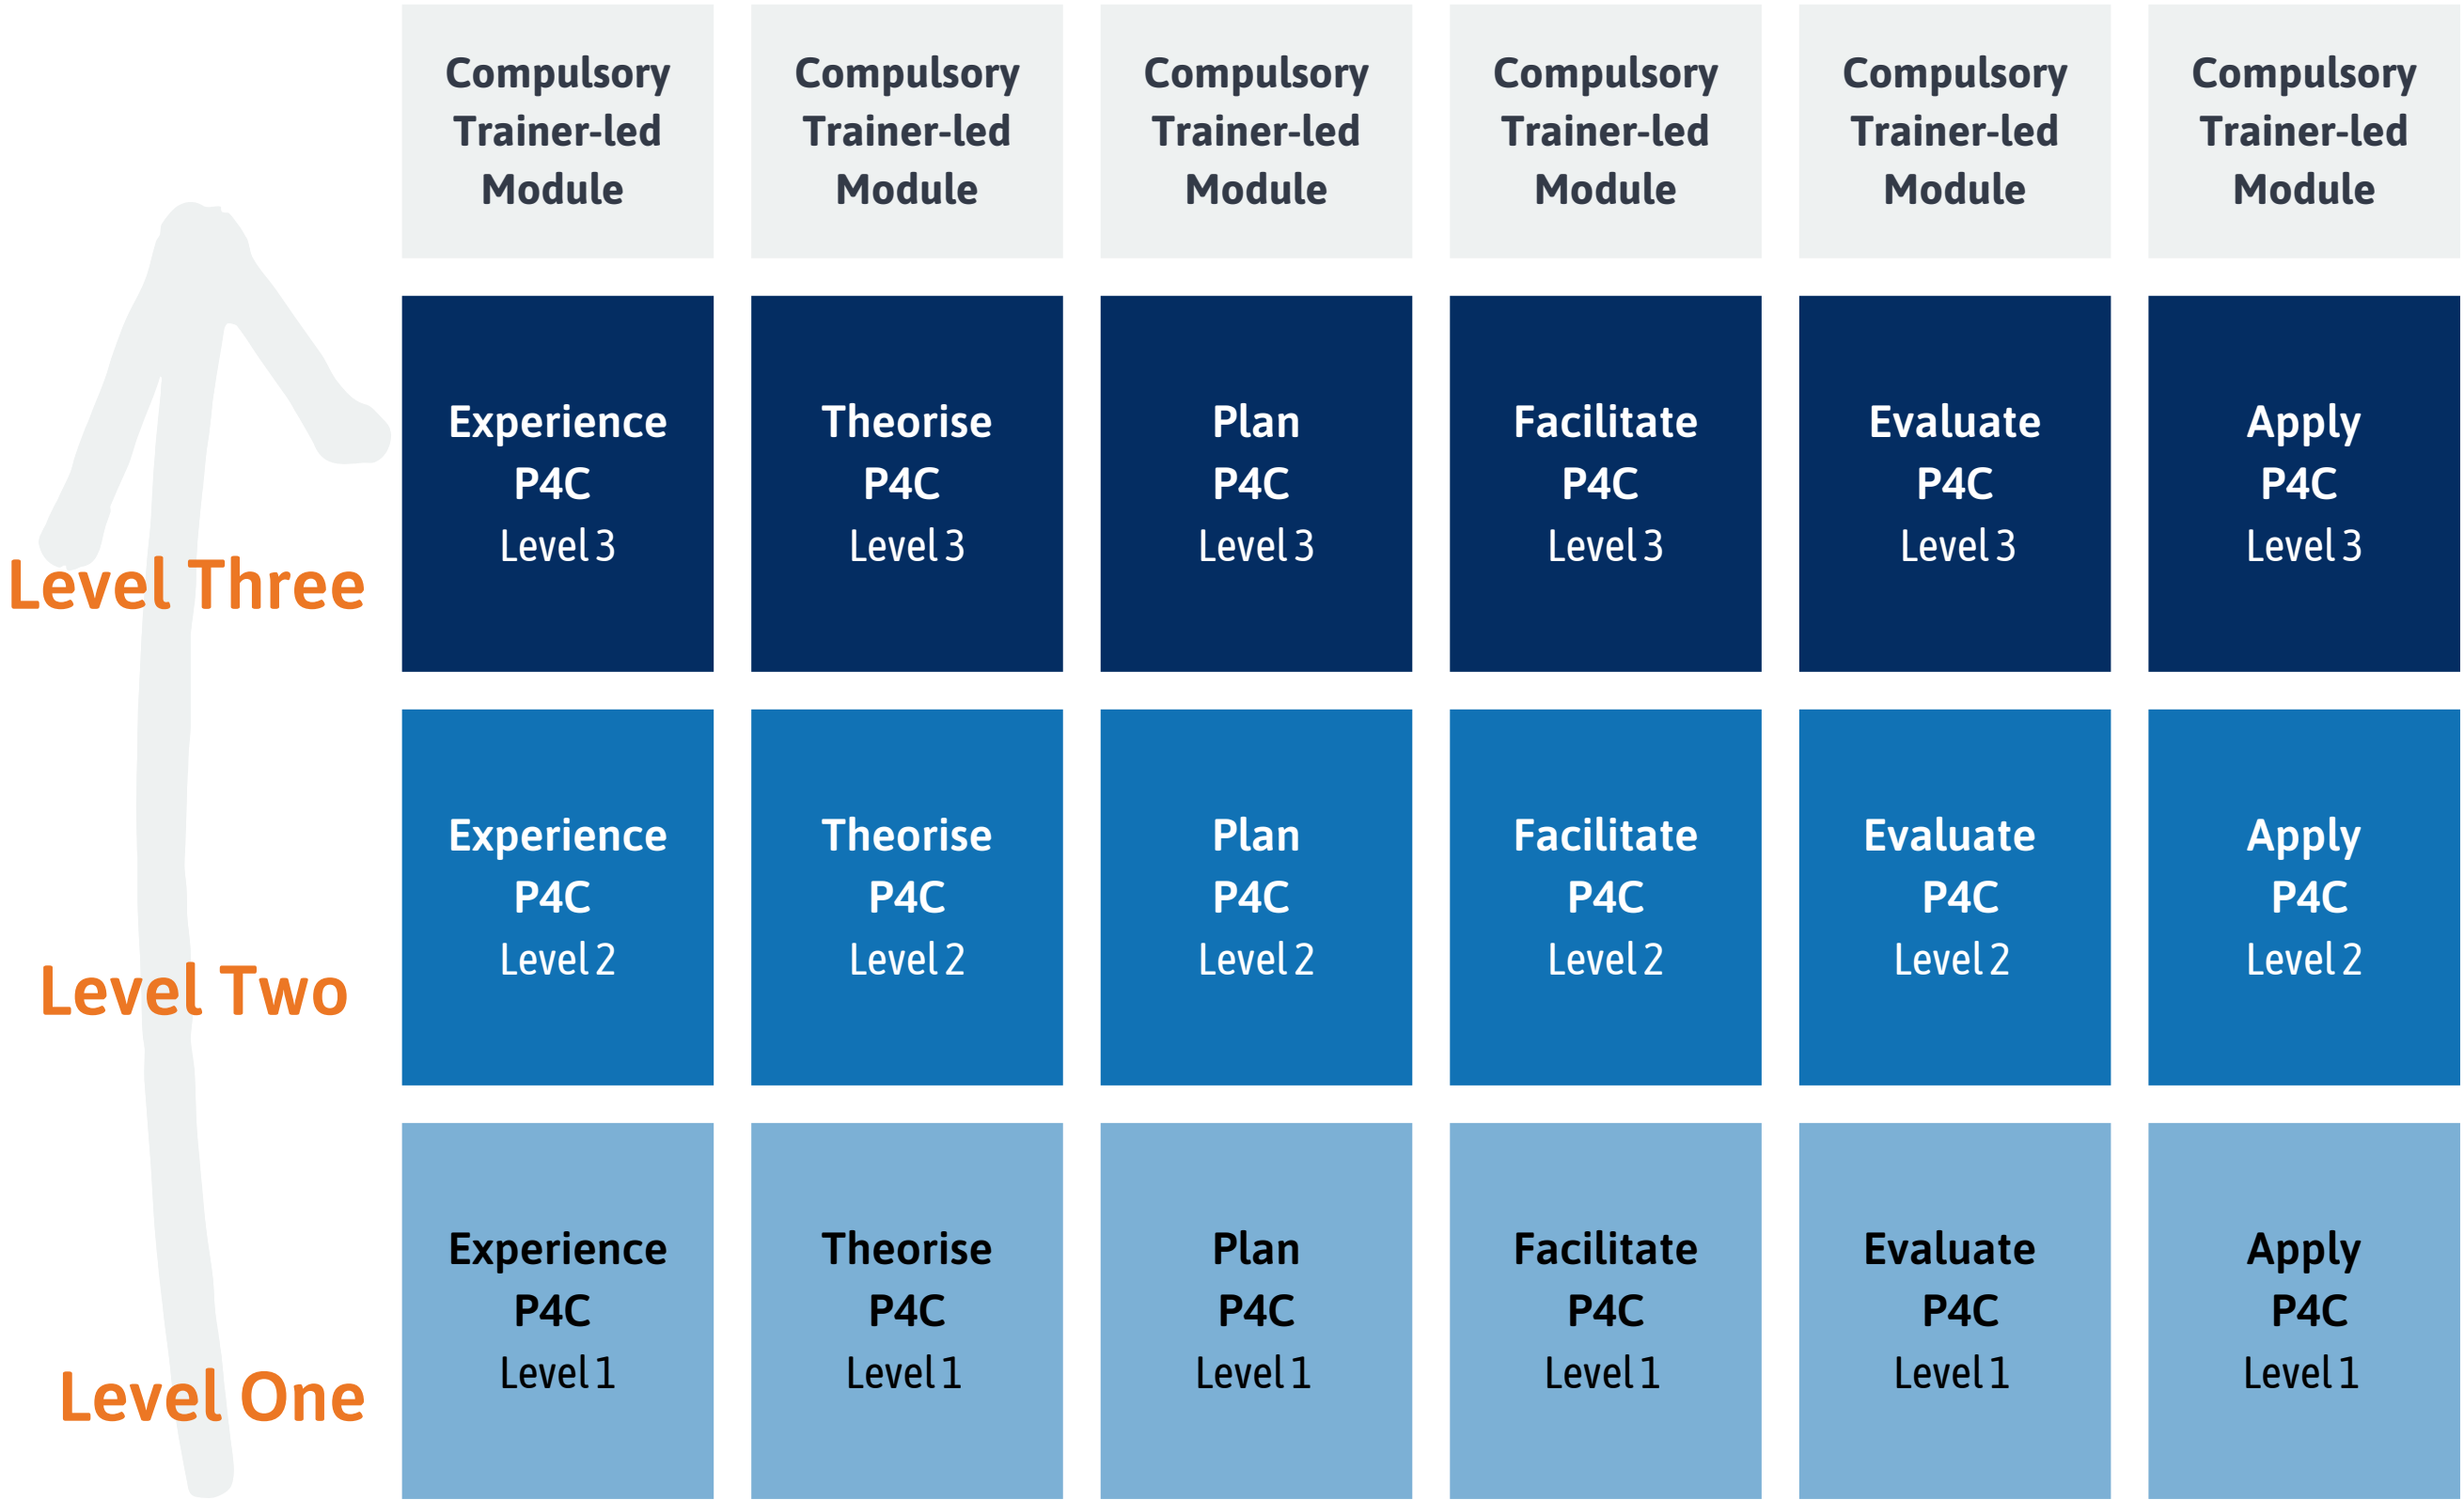 Compulsory Trainer-led Module
Compulsory Trainer-led Module
Compulsory Trainer-led Module
Compulsory Trainer-led Module
Compulsory Trainer-led Module
Compulsory Trainer-led Module
Level Three
Experience
P4C
Level 3
Theorise
P4C
Level 3
Plan
P4C
Level 3
Facilitate
P4C
Level 3
Evaluate
P4C
Level 3
Apply
P4C
Level 3
Level Two
Experience
P4C
Level 2
Theorise
P4C
Level 2
Plan
P4C
Level 2
Facilitate
P4C
Level 2
Evaluate
P4C
Level 2
Apply
P4C
Level 2
Level One
Experience
P4C
Level 1
Theorise
P4C
Level 1
Plan
P4C
Level 1
Facilitate
P4C
Level 1
Evaluate
P4C
Level 1
Apply
P4C
Level 1